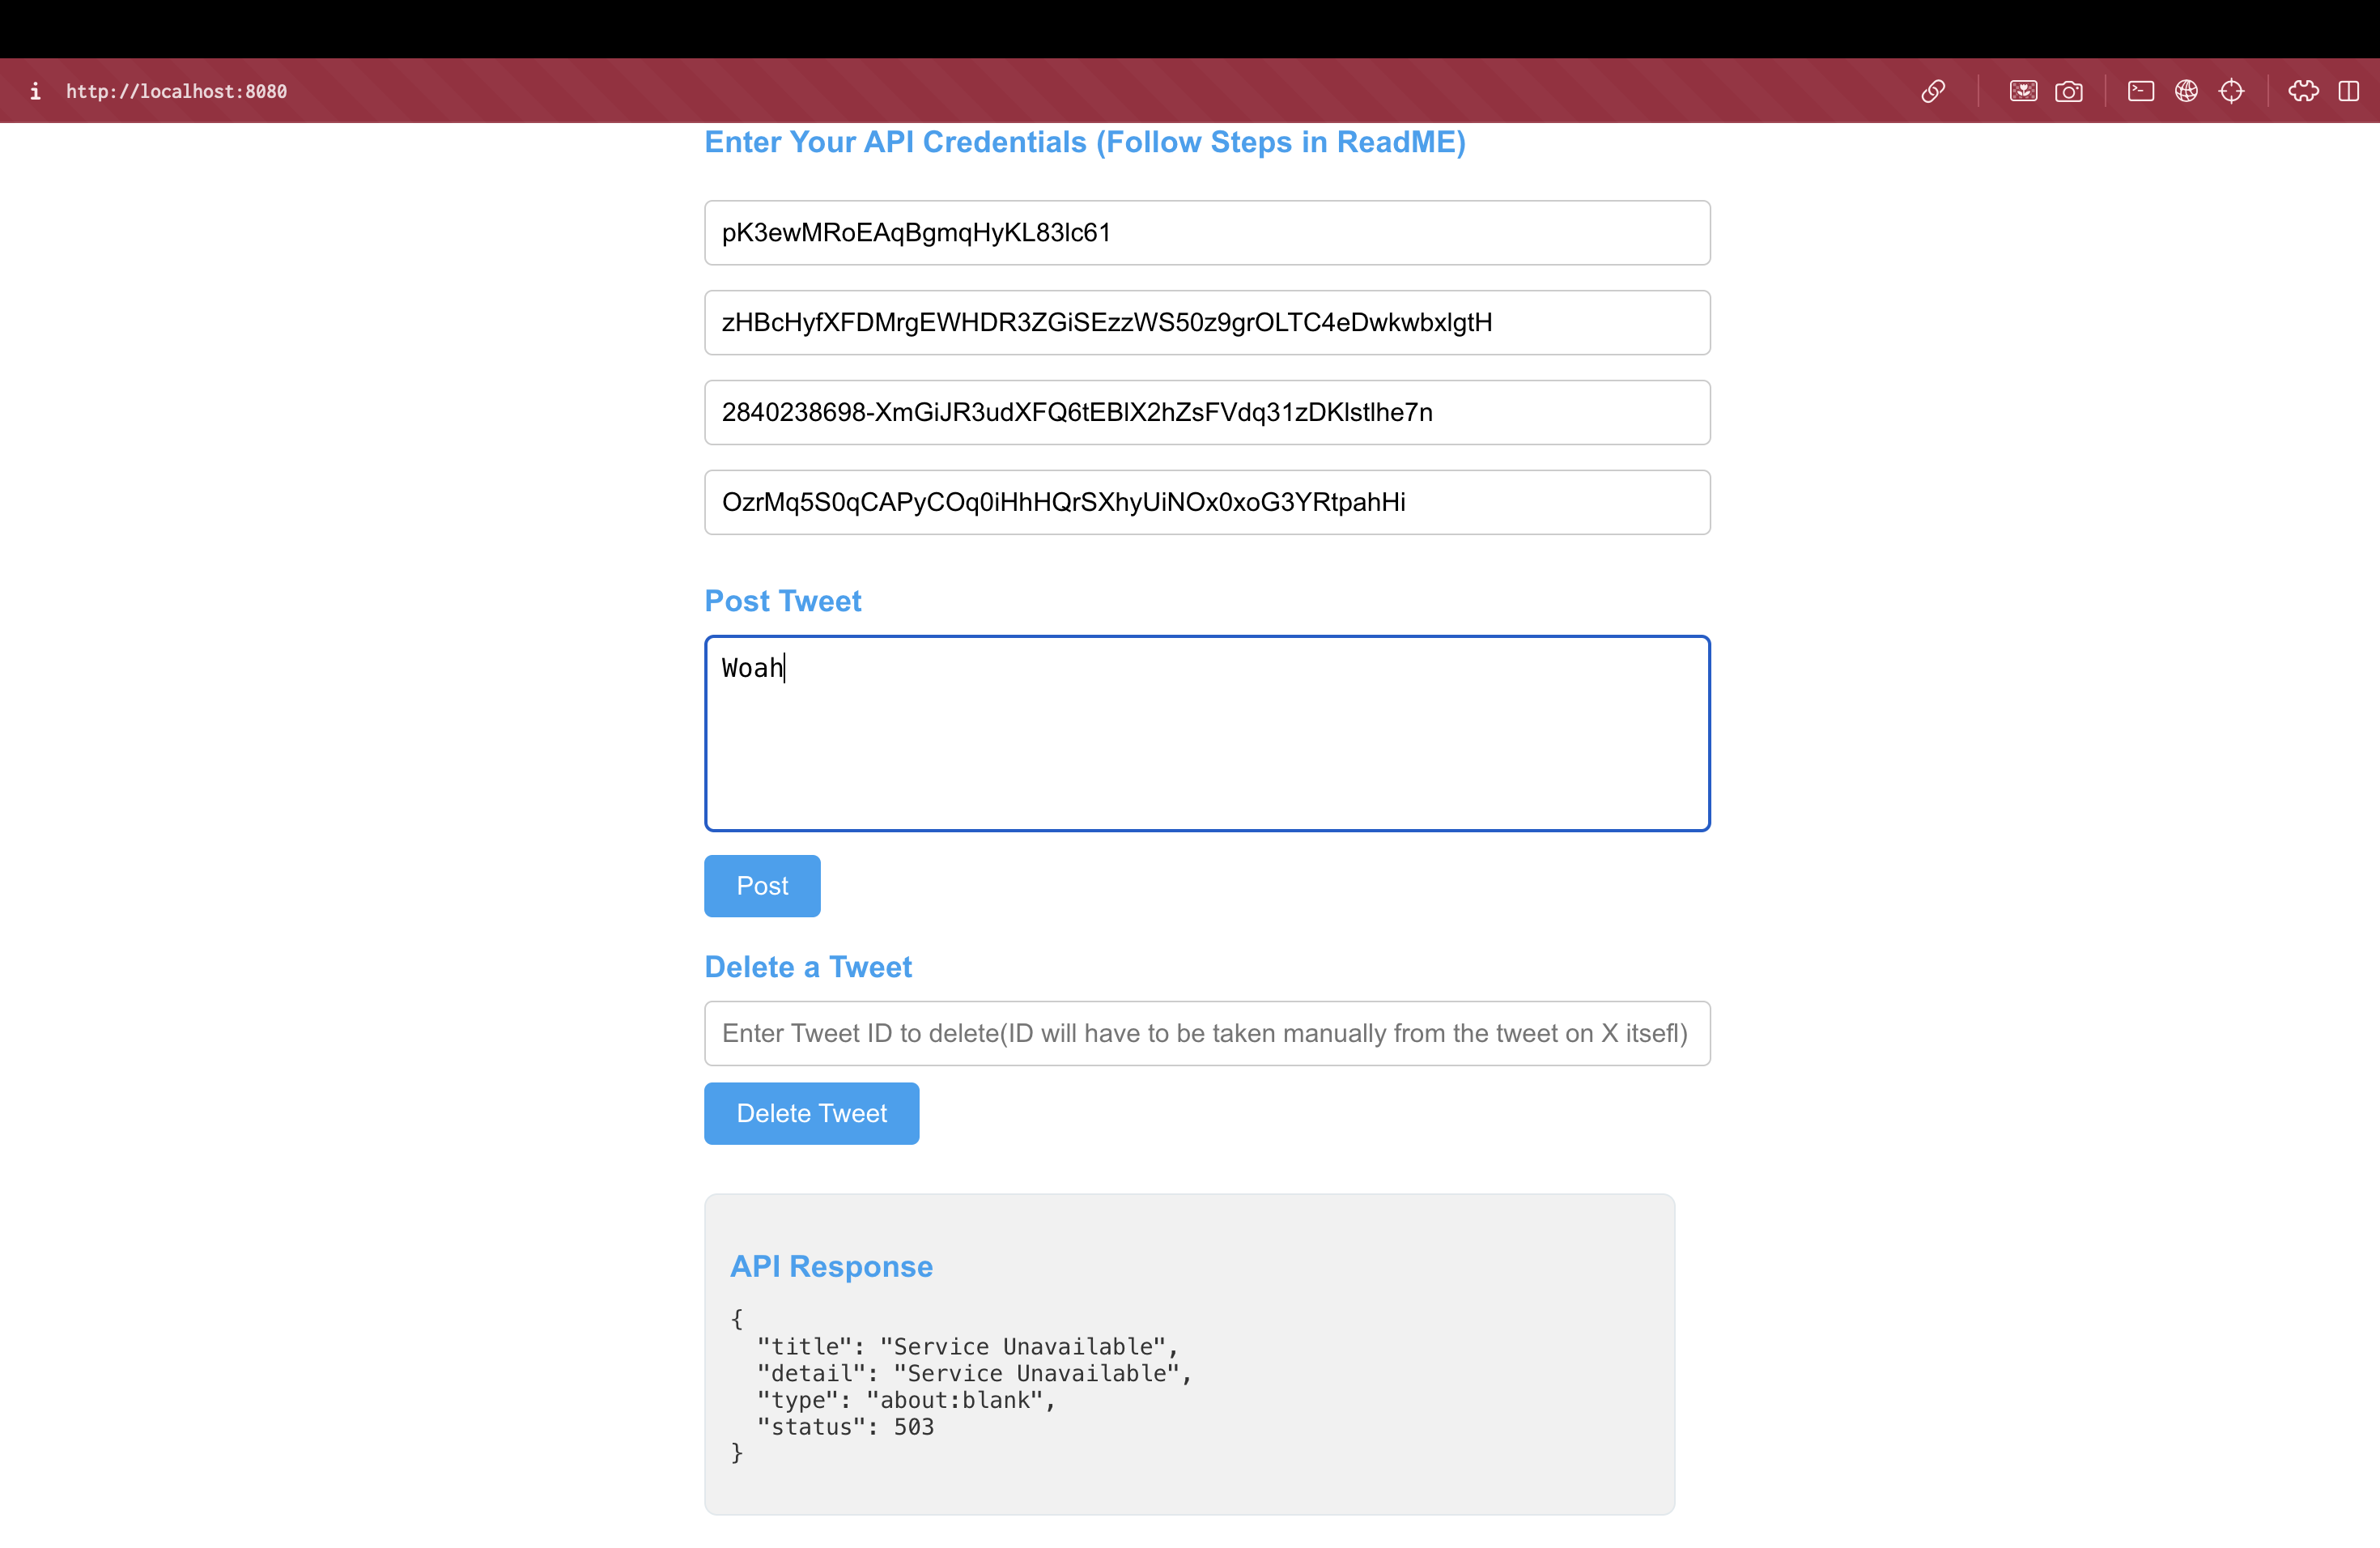 http://localhost:8080
Enter Your API Credentials (Follow Steps in ReadME)
pK3ewMRoEAqBgmqHyKL83lc61
zHBcHyfXFDMrgEWHDR3ZGiSEzzWS50z9grOLTC4eDwkwbxlgtH
2840238698-XmGiJR3udXFQ6tEBlX2hZsFVdq31zDKlstlhe7n
OzrMq5S0qCAPyCOq0iHhHQrSXhyUiNOx0xoG3YRtpahHi
Post Tweet
Woah
Post
Delete a Tweet
Enter Tweet ID to delete(ID will have to be taken manually from the tweet on X itsefl)
Delete Tweet
API Response
{
  "title": "Service Unavailable",
  "detail": "Service Unavailable",
  "type": "about:blank",
  "status": 503
}